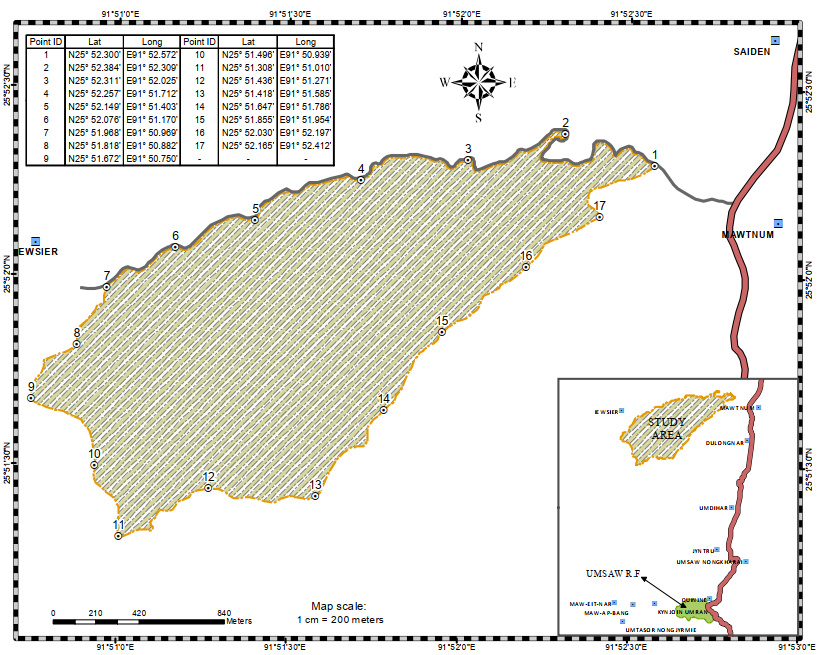 91°51'0"E 91°51'30"E 91°52'0"E 91°52'30"E
Point ID Lat Long Point ID Lat Long
1 N25° 52.300' E91° 52.572' 10 N25° 51.496' E91° 50.939'
2 N25° 52.384' E91° 52.309' 11 N25° 51.308' E91° 51.010'
3 N25° 52.311' E91° 52.025' 12 N25° 51.436' E91° 51.271'
4 N25° 52.257' E91° 51.712' 13 N25° 51.418' E91° 51.585'
5 N25° 52.149' E91° 51.403' 14 N25° 51.647' E91° 51.786'
6 N25° 52.076' E91° 51.170' 15 N25° 51.855' E91° 51.954'
7 N25° 51.968' E91° 50.969' 16 N25° 52.030' E91° 52.197'
8 N25° 51.818' E91° 50.882' 17 N25° 52.165' E91° 52.412'
9 N25° 51.672' E91° 50.750' - - -
N
W E
S
SAIDEN
25°52'30"N 25°52'30"N
2
3
1
4
5
17
MAWTNUM
6
EWSIER
16
7
25°52'0"N 25°52'0"N
15
8
9
14
10
12
13
11
25°51'30"N 25°51'30"N
IEWSIER
MAWTNUM
STUDY
AREA
DULONGNAR
UMDIHAR
JYNTRU
UMSAW NONGKHARAI
UMSAW R.F.
QUININE
MAW-EIT-NAR
KYNJOIN UMRAN
MAW-AP-BANG
UMTASOR NONGJYRMIE
0 210 420 840
Meters
Map scale:
1 cm = 200 meters
91°51'0"E 91°51'30"E 91°52'0"E 91°52'30"E 91°53'0"E